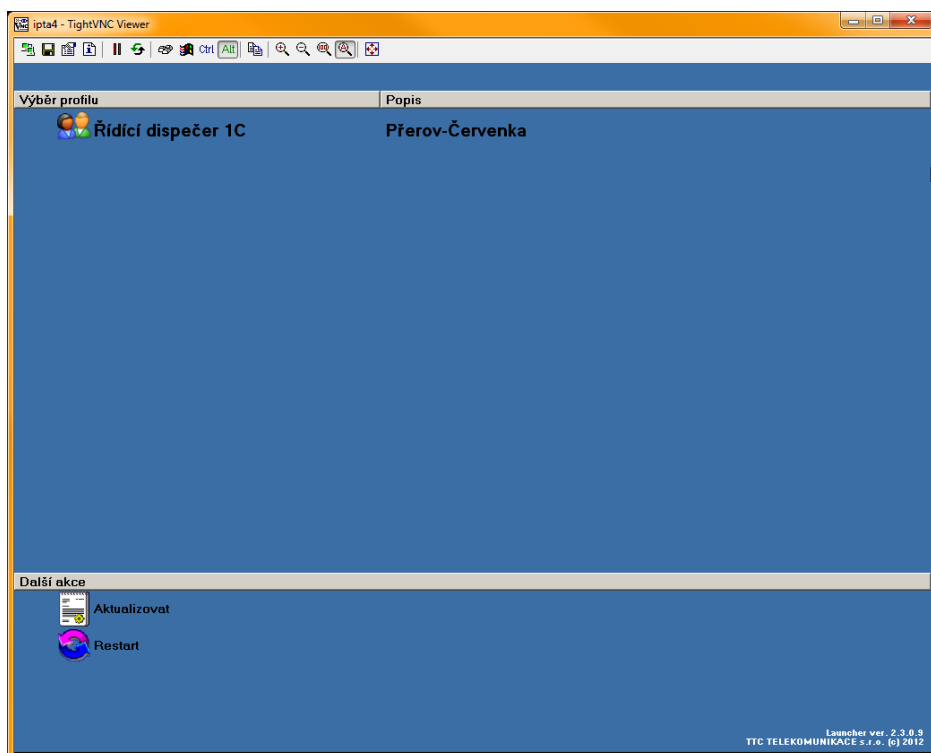 ipta4 - TightVNC Viewer
Ctrl Alt
Výběr profilu Popis
Řídící dispečer 1C Přerov-Červenka
Další akce
Aktualizovat
Restart
Launcher ver. 2.3.0.9
TTC TELEKOMUNIKACE s.r.o. (c) 2012